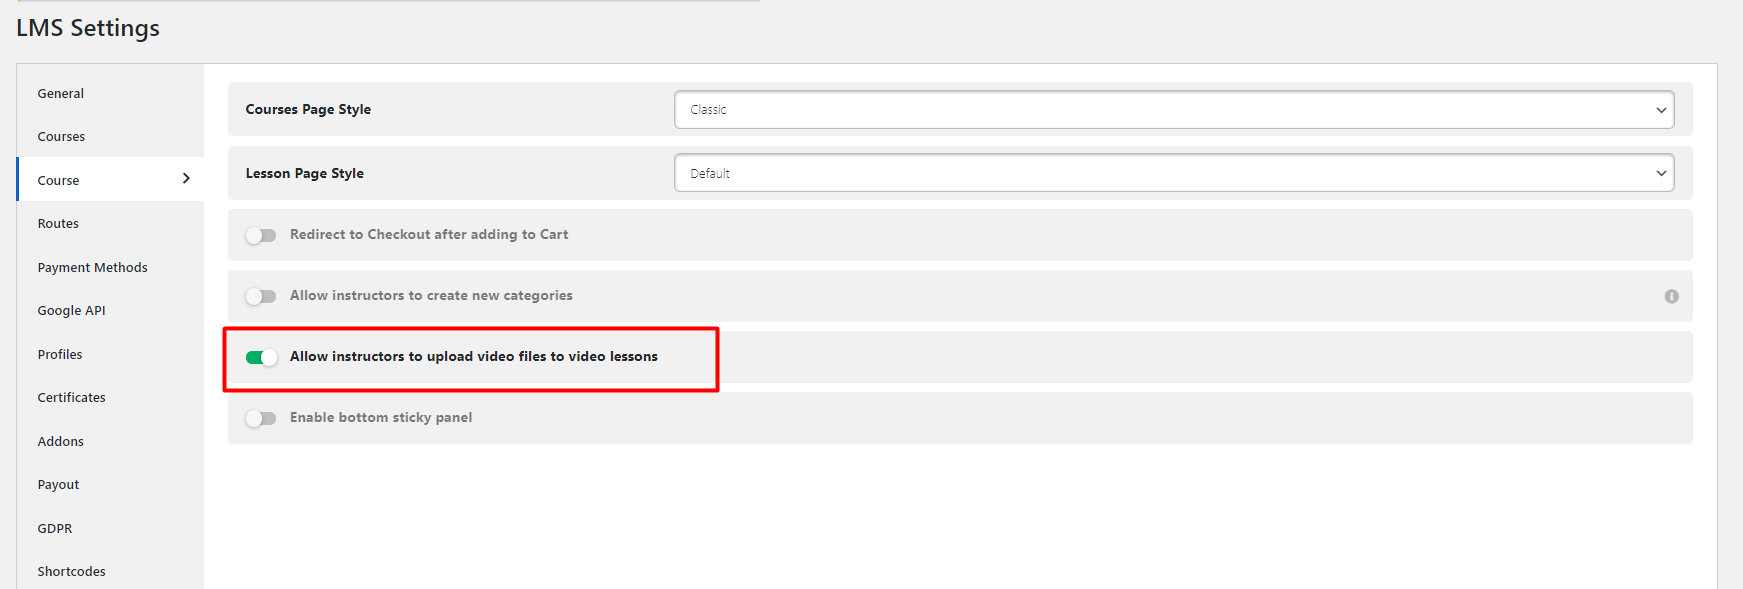 LMS Settings
General
Courses
Course
Routes
Payment Methods
Google API
Profiles
Certificates
Addons
Payout
GDPR
Shortcodes
Courses Page Style
Classic
Lesson Page Style
Default
Redirect to Checkout after adding to Cart
Allow instructors to create new categories
Allow instructors to upload video files to video lessons
Enable bottom sticky panel